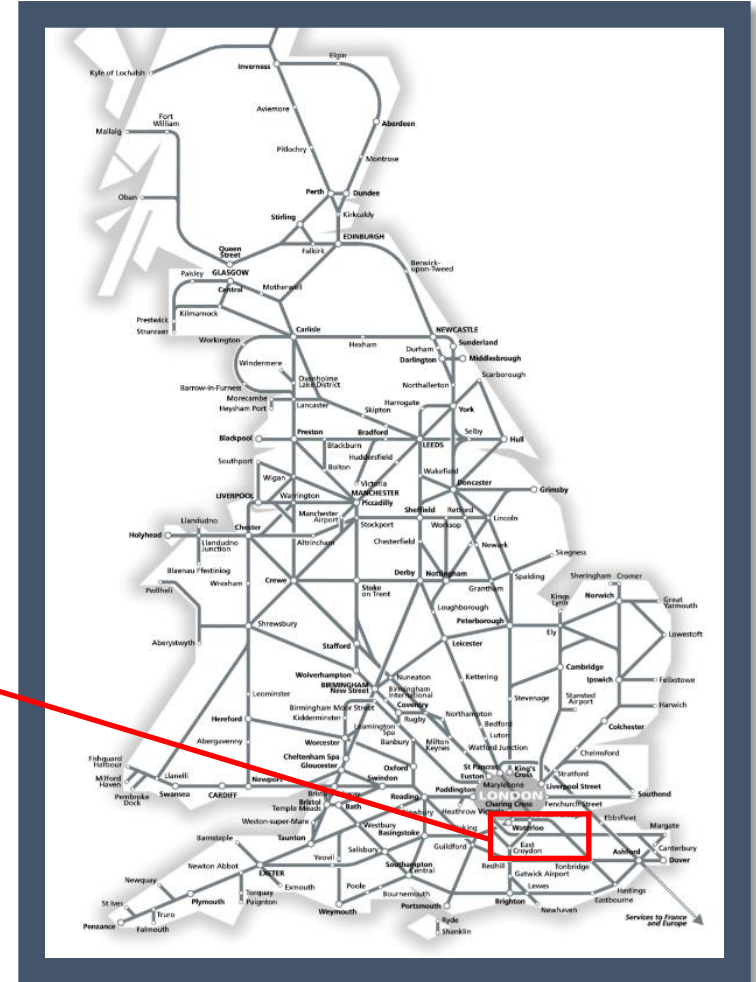 Elgin
Inverness
Kyle of Lochalsh
Aviemore
Fort
William
Mallaig
Aberdeen
Pitlochry
Montrose
Perth
Dundee
Oban
Stirling
Kirkcaldy
EDINBURGH
Queen
Street
Falkirk
Berwick-
upon-Tweed
Paisley
GLASGOW
Central
Motherwell
Prestwick
Kilmarnock
Stranraer
Carlisle
NEWCASTLE
Workington
Hexham
Sunderland
Durham
Darlington
Middlesbrough
Windermere
Scarborough
Oxenholme
Lake District
Barrow-in-Furness
Northallerton
Morecambe
Lancaster
Harrogate
Heysham Port
Skipton
York
Blackpool
Preston
Bradford
Selby
Blackburn
LEEDS
Hull
Southport
Huddersfield
Bolton
Wakefield
Wigan
Victoria
Doncaster
MANCHESTER
LIVERPOOL
Warrington
Piccadilly
Grimsby
Manchester
Airport
Sheffield
Retford
Llandudno
Stockport
Worksop
Lincoln
Holyhead
Chester
Llandudno
Junction
Altrincham
Chesterfield
Newark
Skegness
Blaenau Ffestiniog
Derby
Nottingham
Pwllheli
Wrexham
Crewe
Stoke
on Trent
Grantham
Spalding
Sheringham
Cromer
Kings
Lynn
Norwich
Great
Yarmouth
Loughborough
Peterborough
Shrewsbury
Ely
Lowestoft
Aberystwyth
Stafford
Leicester
Wolverhampton
Nuneaton
Kettering
Cambridge
BIRMINGHAM
New Street
Birmingham
International
Ipswich
Felixstowe
Leominster
Coventry
Stevenage
Stansted
Airport
Birmingham Moor Street
Rugby
Northampton
Harwich
Hereford
Kidderminster
Leamington
Spa
Bedford
Colchester
Abergavenny
Worcester
Banbury
Milton
Keynes
Luton
Cheltenham Spa
Watford Junction
Chelmsford
Fishguard
Harbour
Gloucester
Oxford
St Pancras
King's
Cross
Llanelli
Newport
Swindon
Euston
Stratford
Milford
Haven
Marylebone
Liverpool Street
Pembroke
Dock
Swansea
CARDIFF
Reading
Paddington
LONDON
Southend
Bristol
Temple Meads
Bath
Charing Cross
Fenchurch Street
Heathrow
Victoria
Ebbsfleet
Weston-super-Mare
Westbury
Basingstoke
Waterloo
Margate
Barnstaple
Taunton
Guildford
East
Croydon
Canterbury
Yeovil
Salisbury
Ashford
Dover
Newton Abbot
Southampton
Central
Redhill
Tonbridge
Gatwick Airport
EXETER
Newquay
Exmouth
Poole
Lewes
Hastings
Torquay
Paignton
Bournemouth
Eastbourne
St Ives
Plymouth
Weymouth
Portsmouth
Brighton
Newhaven
Truro
Penzance
Falmouth
Ryde
Shanklin
Services to France
and Europe